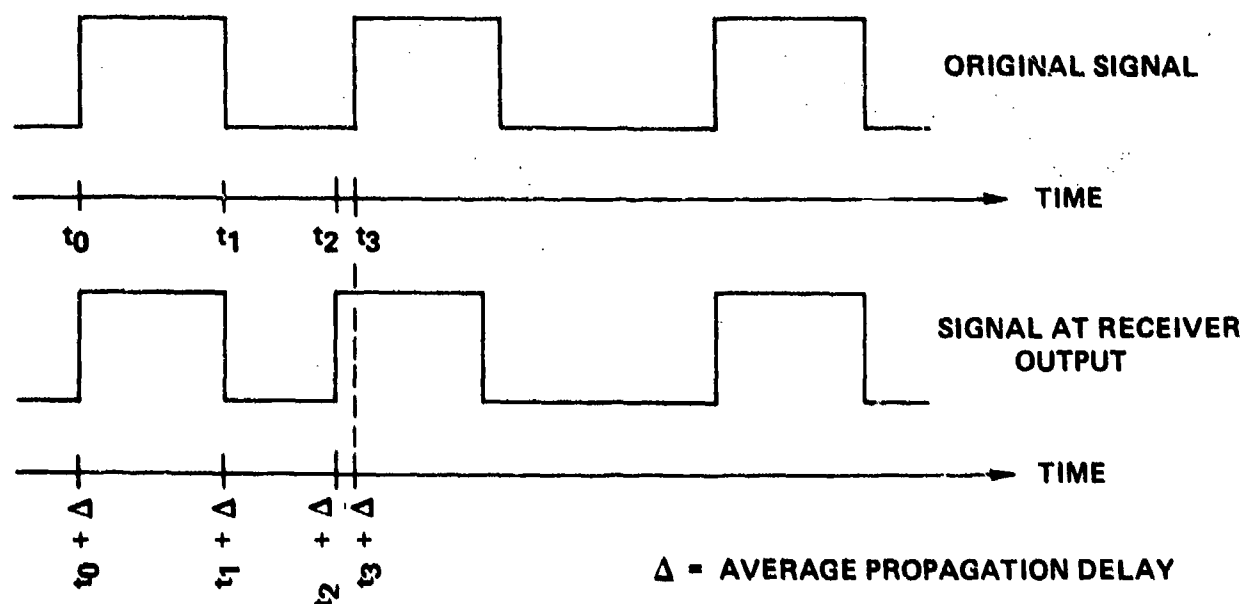 ORIGINAL SIGNAL
TIME
t0 t1 t2 t3
SIGNAL AT RECEIVER
OUTPUT
TIME
t0 + Δ
t1 + Δ
t2 + Δ
t3 + Δ
Δ = AVERAGE PROPAGATION DELAY